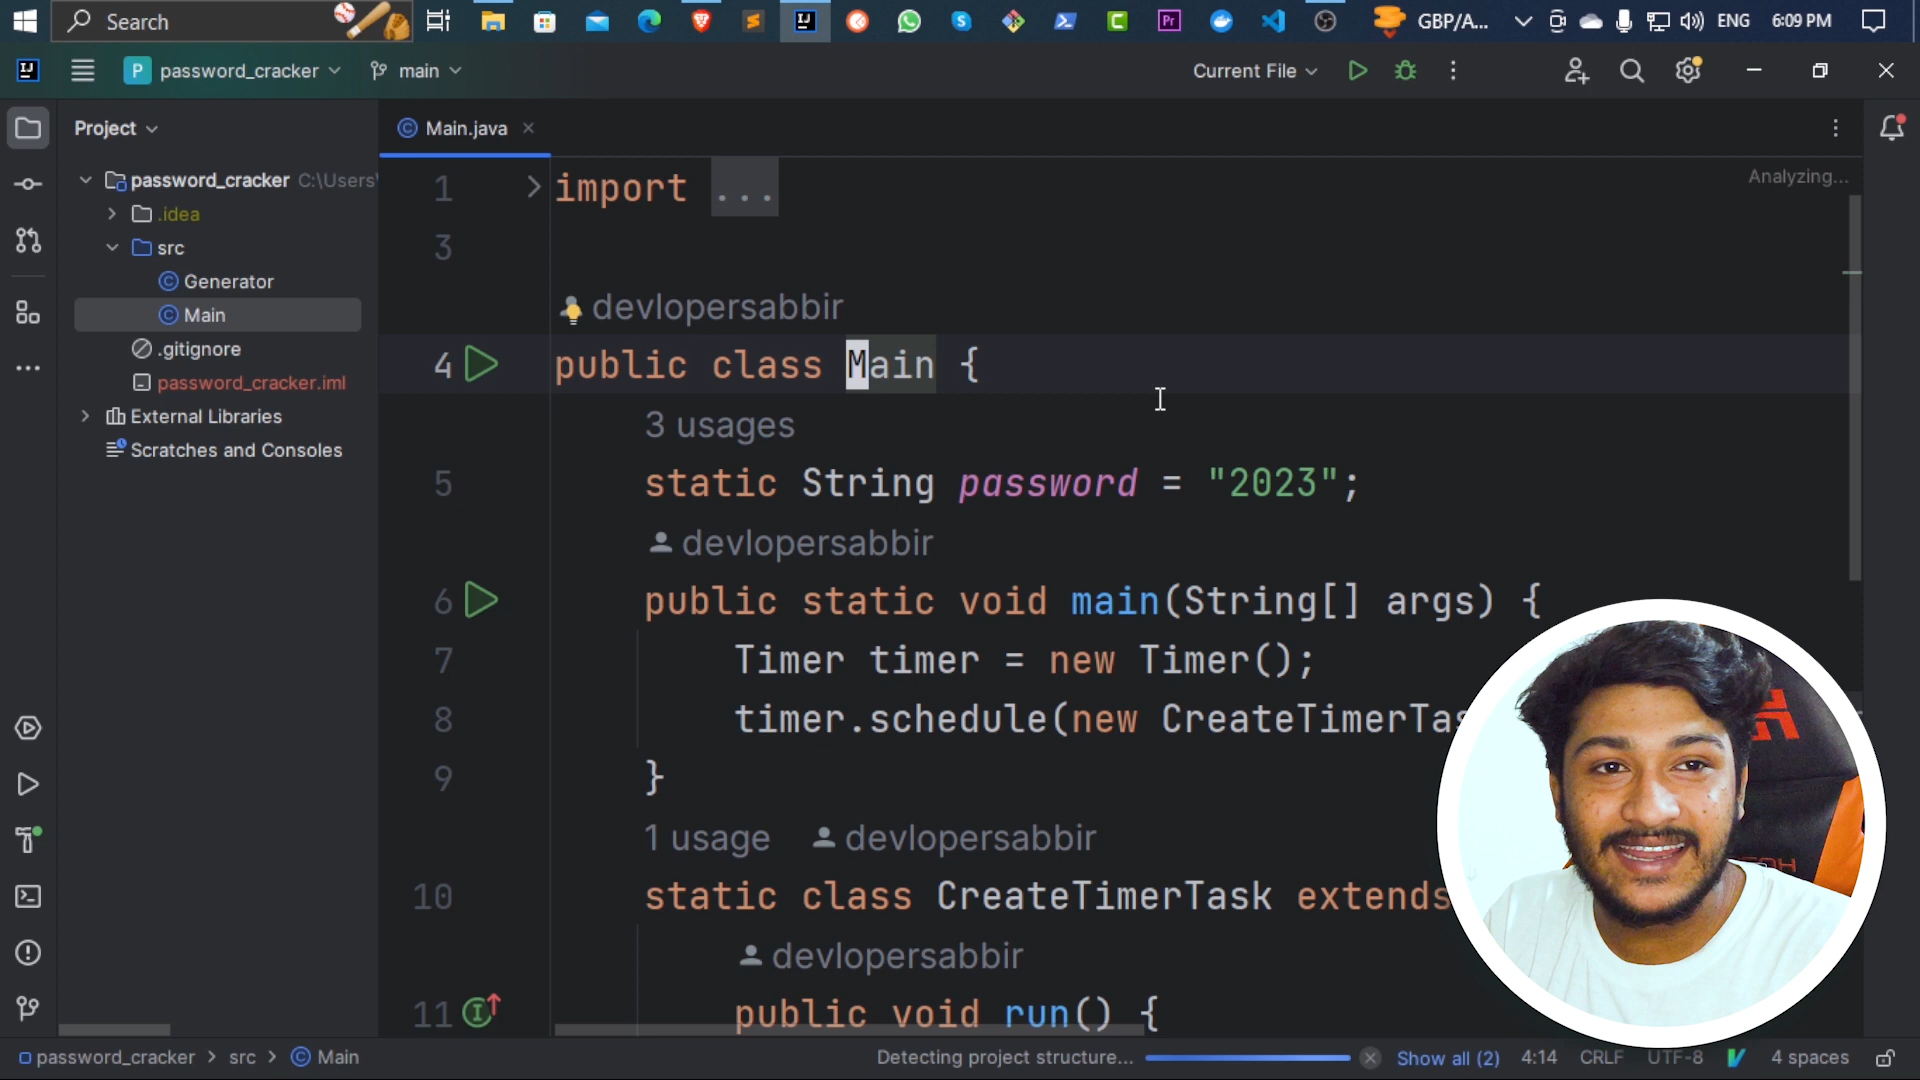 Search
GBP/A...
ENG
6:09 PM
P password_cracker
main
Current File
Project
Main.java
password_cracker C:\Users'
.idea
src
Generator
Main
.gitignore
password_cracker.iml
External Libraries
Scratches and Consoles
Analyzing...
1 import ...
3
devlopersabbir
4 public class Main {
3 usages
5 static String password = "2023";
devlopersabbir
6 public static void main(String[] args) {
7 Timer timer = new Timer();
8 timer.schedule(new CreateTimerTas
9 }
1 usage devlopersabbir
10 static class CreateTimerTask extends
devlopersabbir
11 public void run() {
password_cracker > src > Main
Detecting project structure...
Show all (2)
4:14
CRLF
UTF-8
4 spaces